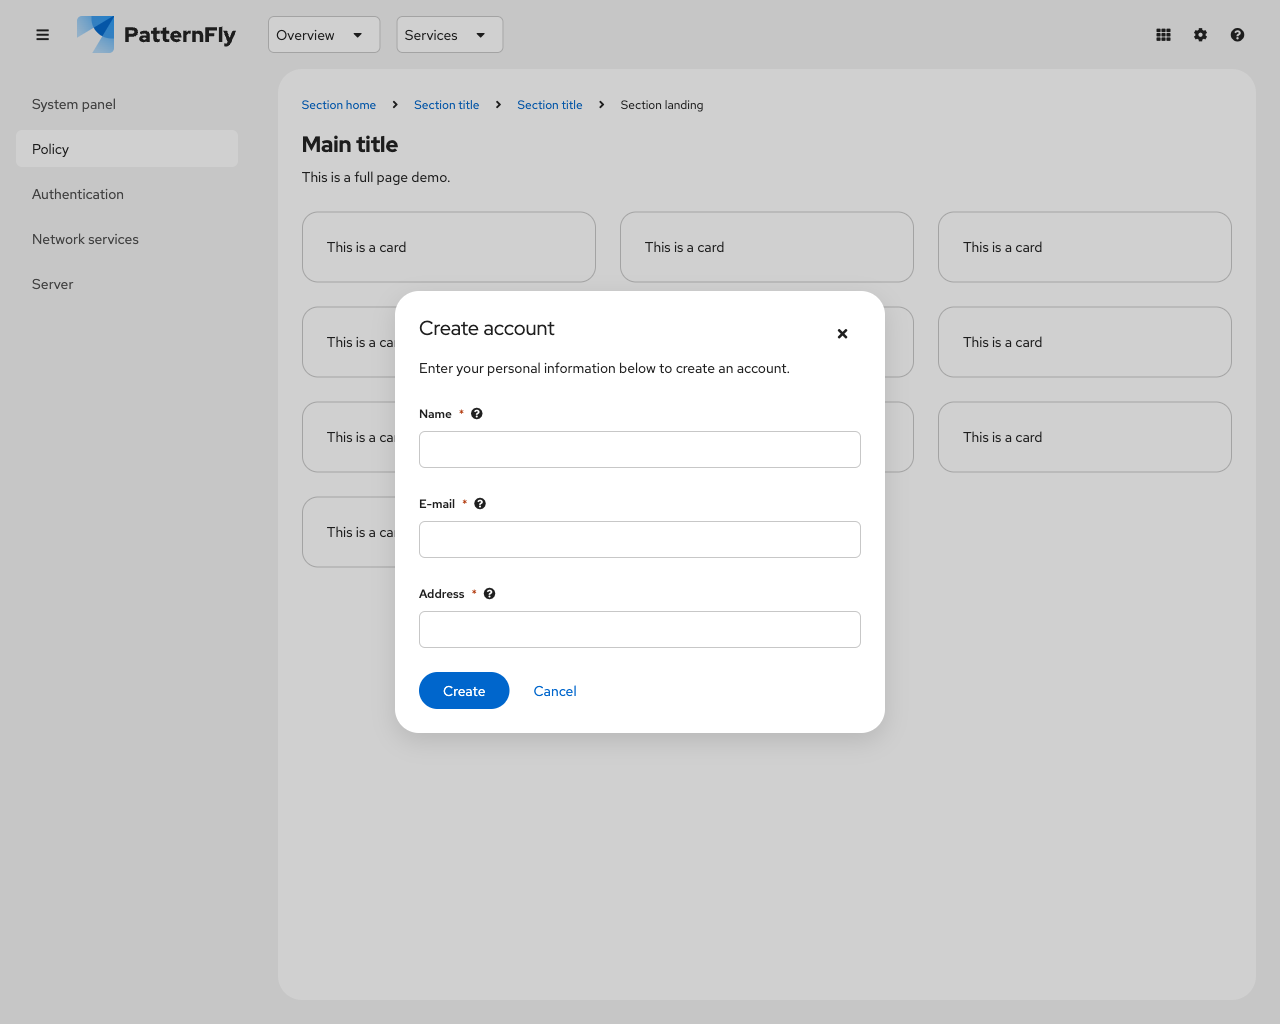 PatternFly
Overview
Services
System panel
Policy
Authentication
Network services
Server
Section home
Section title
Section title
Section landing
Main title
This is a full page demo.
This is a card
This is a card
This is a card
This is a ca
This is a card
This is a ca
This is a card
This is a ca
Create account
Enter your personal information below to create an account.
Name *
E-mail *
Address *
Create
Cancel